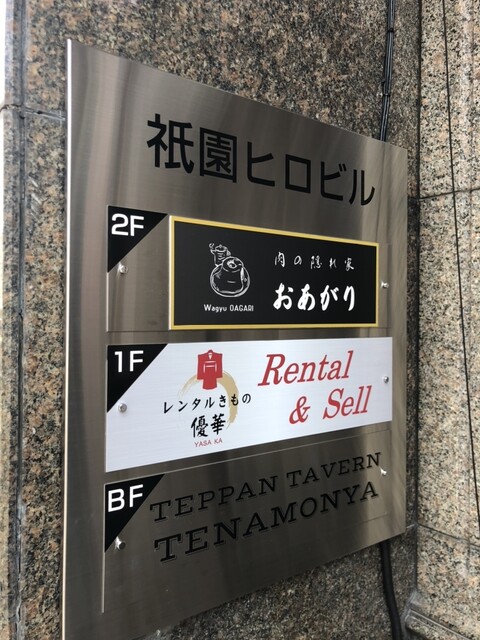 祇園ヒロビル
2F
肉の隠れ家
おあがり
Wagyu OAGARI
1F
レンタルきもの
優華
YASA KA
Rental
& Sell
BF
TEPPAN TAVERN
TENAMONYA